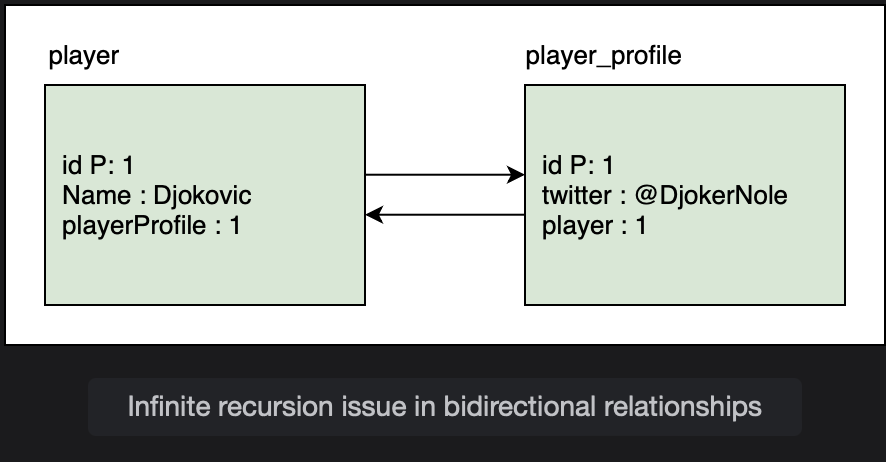 player
id P: 1
Name : Djokovic
playerProfile : 1
player_profile
id P: 1
twitter : @DjokerNole
player : 1
Infinite recursion issue in bidirectional relationships